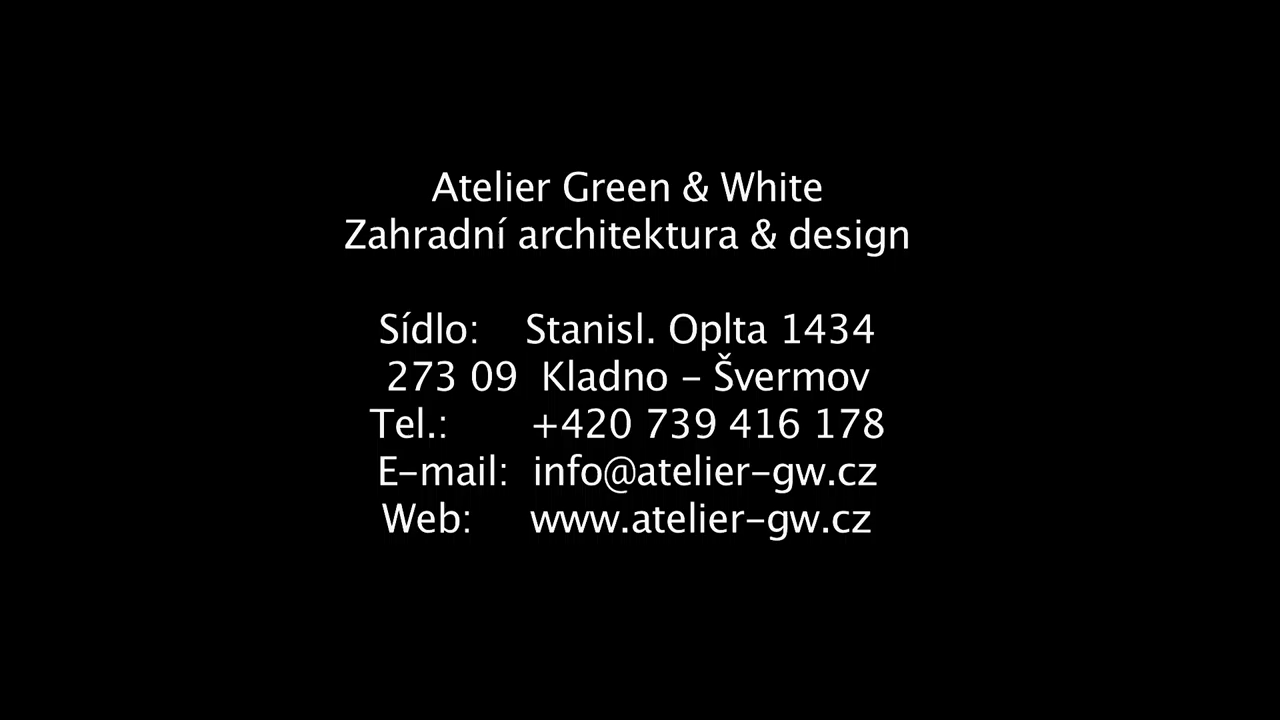 Atelier Green & White
Zahradní architektura & design
Sídlo: Stanisl. Oplta 1434
273 09 Kladno - Švermov
Tel.: +420 739 416 178
E-mail: info@atelier-gw.cz
Web: www.atelier-gw.cz